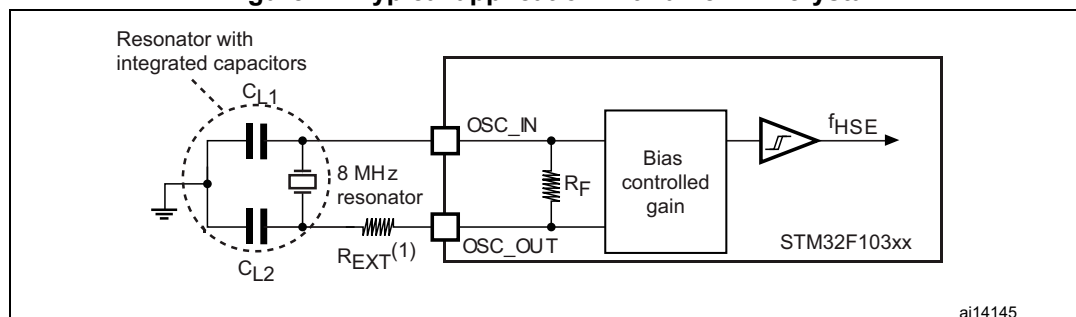 Resonator with
integrated capacitors
CL1
OSC_IN
fHSE
8 MHz
resonator
RF
Bias
controlled
gain
STM32F103xx
REXT(1)
OSC_OUT
CL2
ai14145